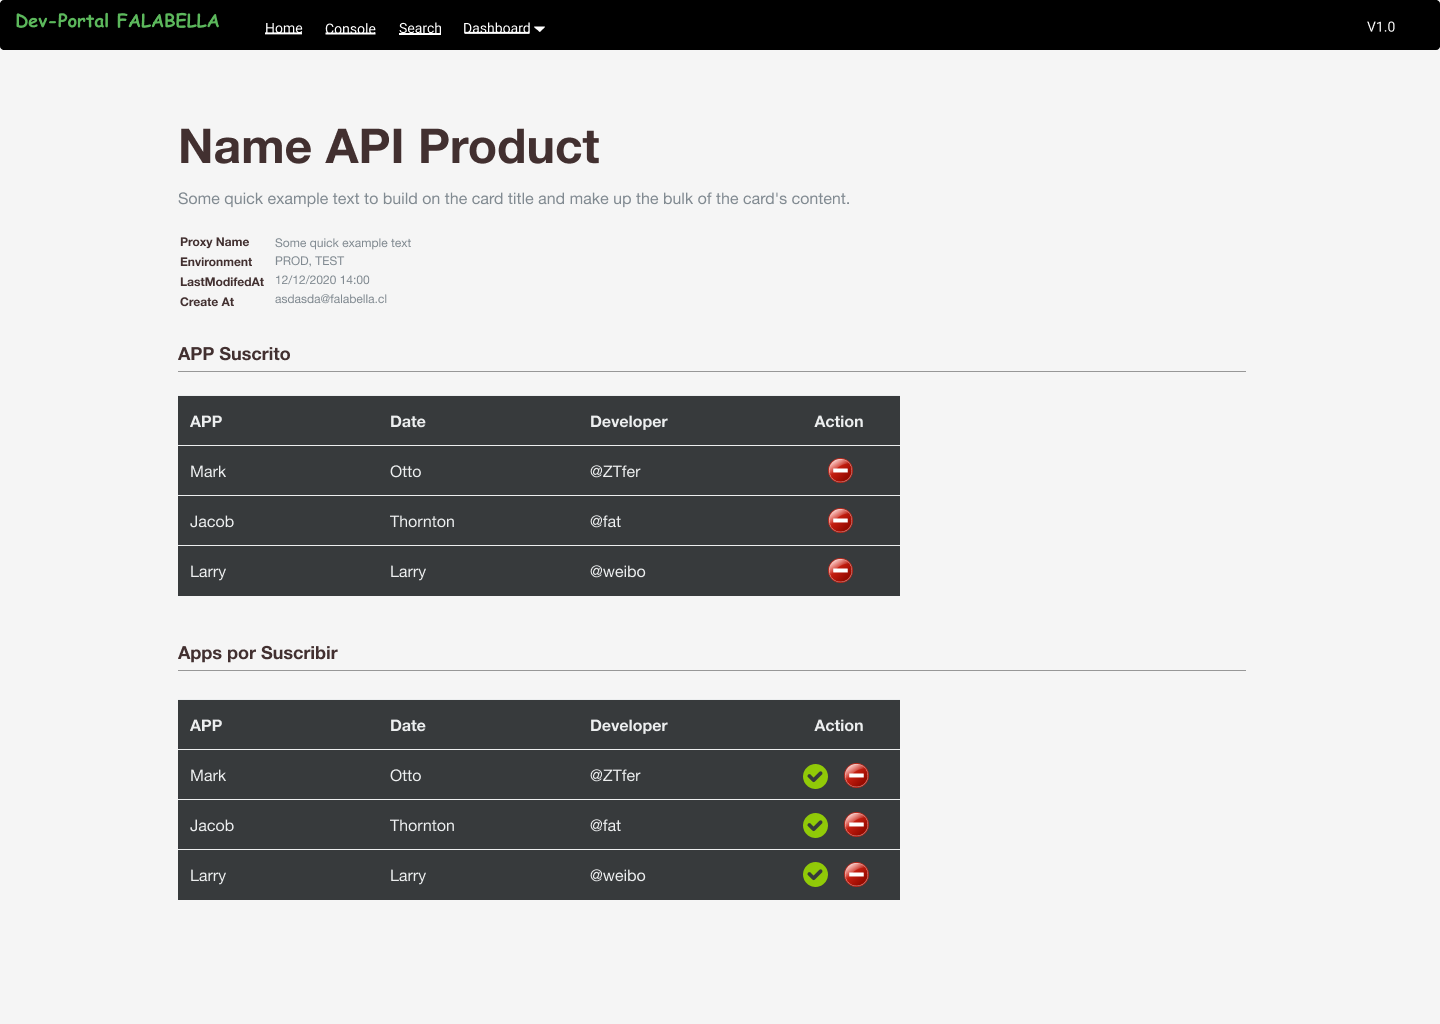 Dev-Portal FALABELLA Home Console Search Dashboard V1.0
Name API Product
Some quick example text to build on the card title and make up the bulk of the card's content.
Proxy Name Some quick example text
Environment PROD, TEST
LastModifedAt 12/12/2020 14:00
Create At asdasda@falabella.cl
APP Suscrito
APP Date Developer Action
Mark Otto @ZTfer
Jacob Thornton @fat
Larry Larry @weibo
Apps por Suscribir
APP Date Developer Action
Mark Otto @ZTfer
Jacob Thornton @fat
Larry Larry @weibo